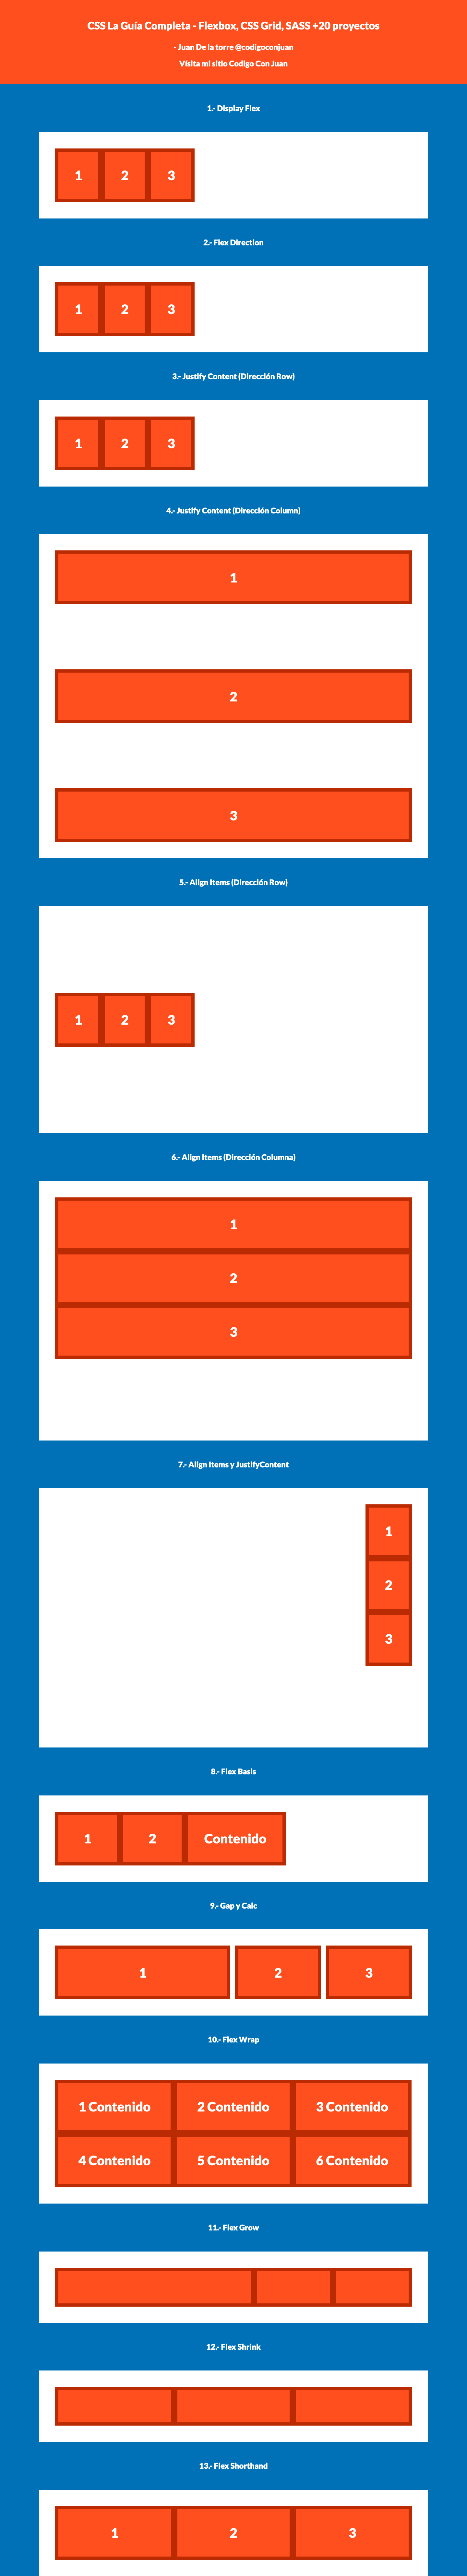 CSS La Guía Completa - Flexbox, CSS Grid, SASS +20 proyectos
- Juan De la torre @codigoconjuan
Vísita mi sitio Codigo Con Juan
1.- Display Flex
1 2 3
2.- Flex Direction
1 2 3
3.- Justify Content (Dirección Row)
1 2 3
4.- Justify Content (Dirección Column)
1
2
3
5.- Align Items (Dirección Row)
1 2 3
6.- Align Items (Dirección Columna)
1
2
3
7.- Align Items y JustifyContent
1
2
3
8.- Flex Basis
1 2 Contenido
9.- Gap y Calc
1 2 3
10.- Flex Wrap
1 Contenido 2 Contenido 3 Contenido
4 Contenido 5 Contenido 6 Contenido
11.- Flex Grow
12.- Flex Shrink
13.- Flex Shorthand
1 2 3